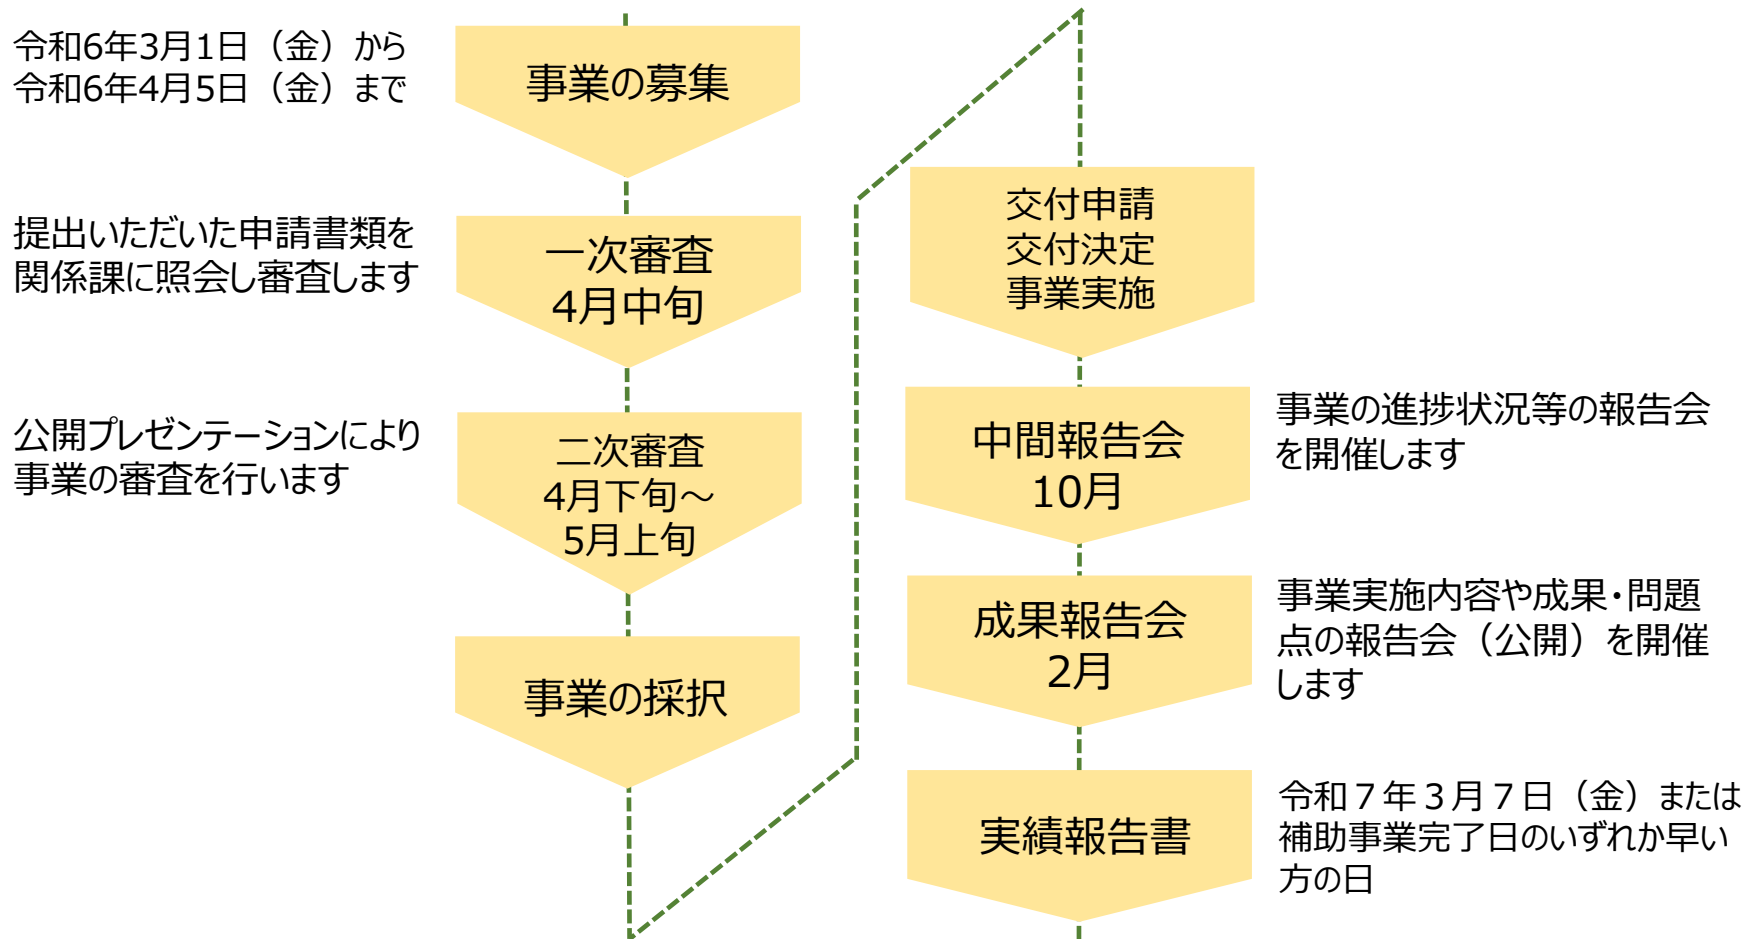 令和6年3月1日（金）から
令和6年4月5日（金）まで
事業の募集
提出いただいた申請書類を
関係課に照会し審査します
一次審査
4月中旬
公開プレゼンテーションにより
事業の審査を行います
二次審査
4月下旬～
5月上旬
事業の採択
交付申請
交付決定
事業実施
中間報告会
10月
事業の進捗状況等の報告会
を開催します
成果報告会
2月
事業実施内容や成果・問題
点の報告会（公開）を開催
します
実績報告書
令和７年３月７日（金）または
補助事業完了日のいずれか早い
方の日